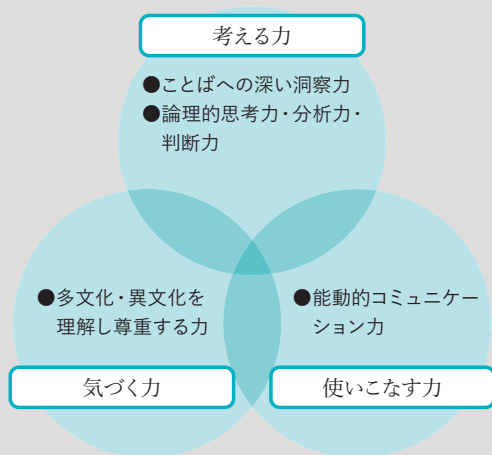 考える力
●ことばへの深い洞察力
●論理的思考力・分析力・
判断力
●多文化・異文化を
理解し尊重する力
気づく力
●能動的コミュニケー
ション力
使いこなす力